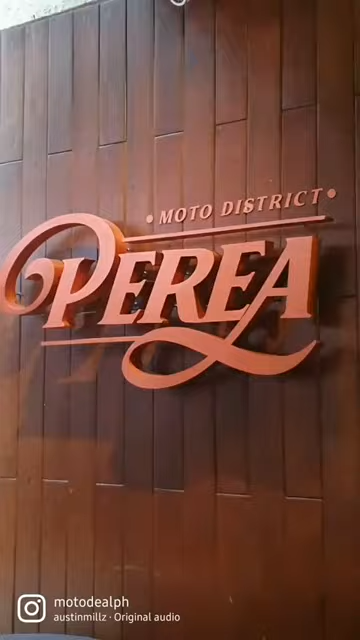 • MOTO DISTRICT •
PEREA
motodealph
austinmillz · Original audio